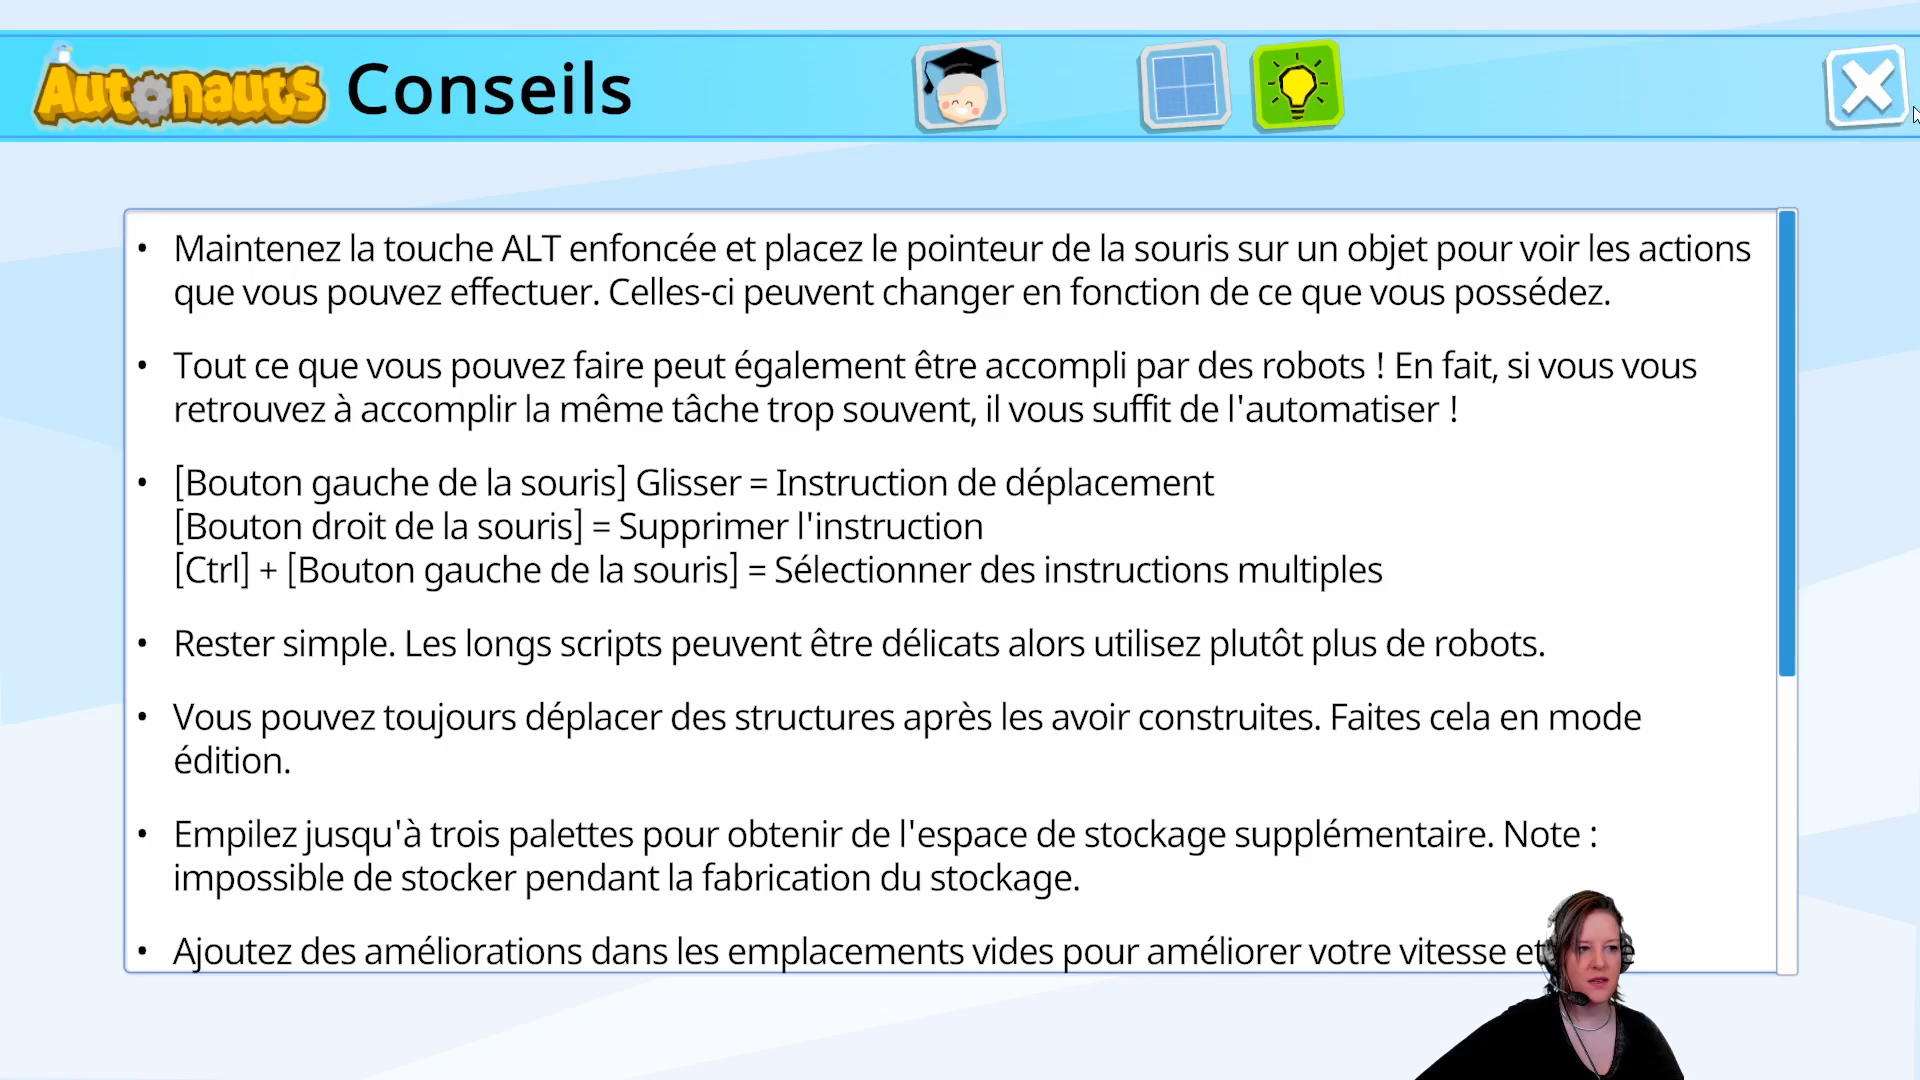 Autonauts Conseils
• Maintenez la touche ALT enfoncée et placez le pointeur de la souris sur un objet pour voir les actions
que vous pouvez effectuer. Celles-ci peuvent changer en fonction de ce que vous possédez.
• Tout ce que vous pouvez faire peut également être accompli par des robots ! En fait, si vous vous
retrouvez à accomplir la même tâche trop souvent, il vous suffit de l'automatiser !
• [Bouton gauche de la souris] Glisser = Instruction de déplacement
[Bouton droit de la souris] = Supprimer l'instruction
[Ctrl] + [Bouton gauche de la souris] = Sélectionner des instructions multiples
• Rester simple. Les longs scripts peuvent être délicats alors utilisez plutôt plus de robots.
• Vous pouvez toujours déplacer des structures après les avoir construites. Faites cela en mode
édition.
• Empilez jusqu'à trois palettes pour obtenir de l'espace de stockage supplémentaire. Note :
impossible de stocker pendant la fabrication du stockage.
• Ajoutez des améliorations dans les emplacements vides pour améliorer votre vitesse et